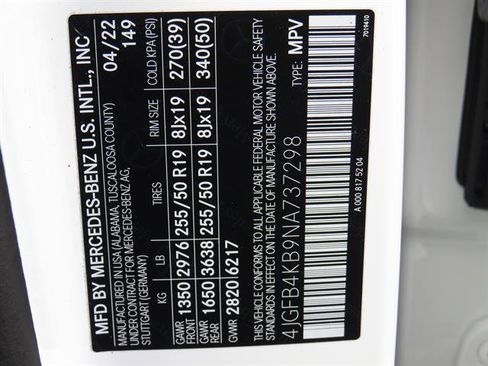 MFD BY MERCEDES-BENZ U.S. INTL., INC
MANUFACTURED IN USA (ALABAMA, TUSCALOOSA COUNTY) 04/22
UNDER CONTRACT FOR MERCEDES-BENZ AG, 149
STUTTGART (GERMANY)
KG LB TIRES RIM SIZE COLD KPA (PSI)
GAWR FRONT 1350 2976 255/50 R19 8Jx19 270(39)
GAWR REAR 1650 3638 255/50 R19 8Jx19 340(50)
GVWR 2820 6217
THIS VEHICLE CONFORMS TO ALL APPLICABLE FEDERAL MOTOR VEHICLE SAFETY
STANDARDS IN EFFECT ON THE DATE OF MANUFACTURE SHOWN ABOVE.
4JGFB4KB9NA737298 TYPE: MPV
A 000 817 52 04 7019410